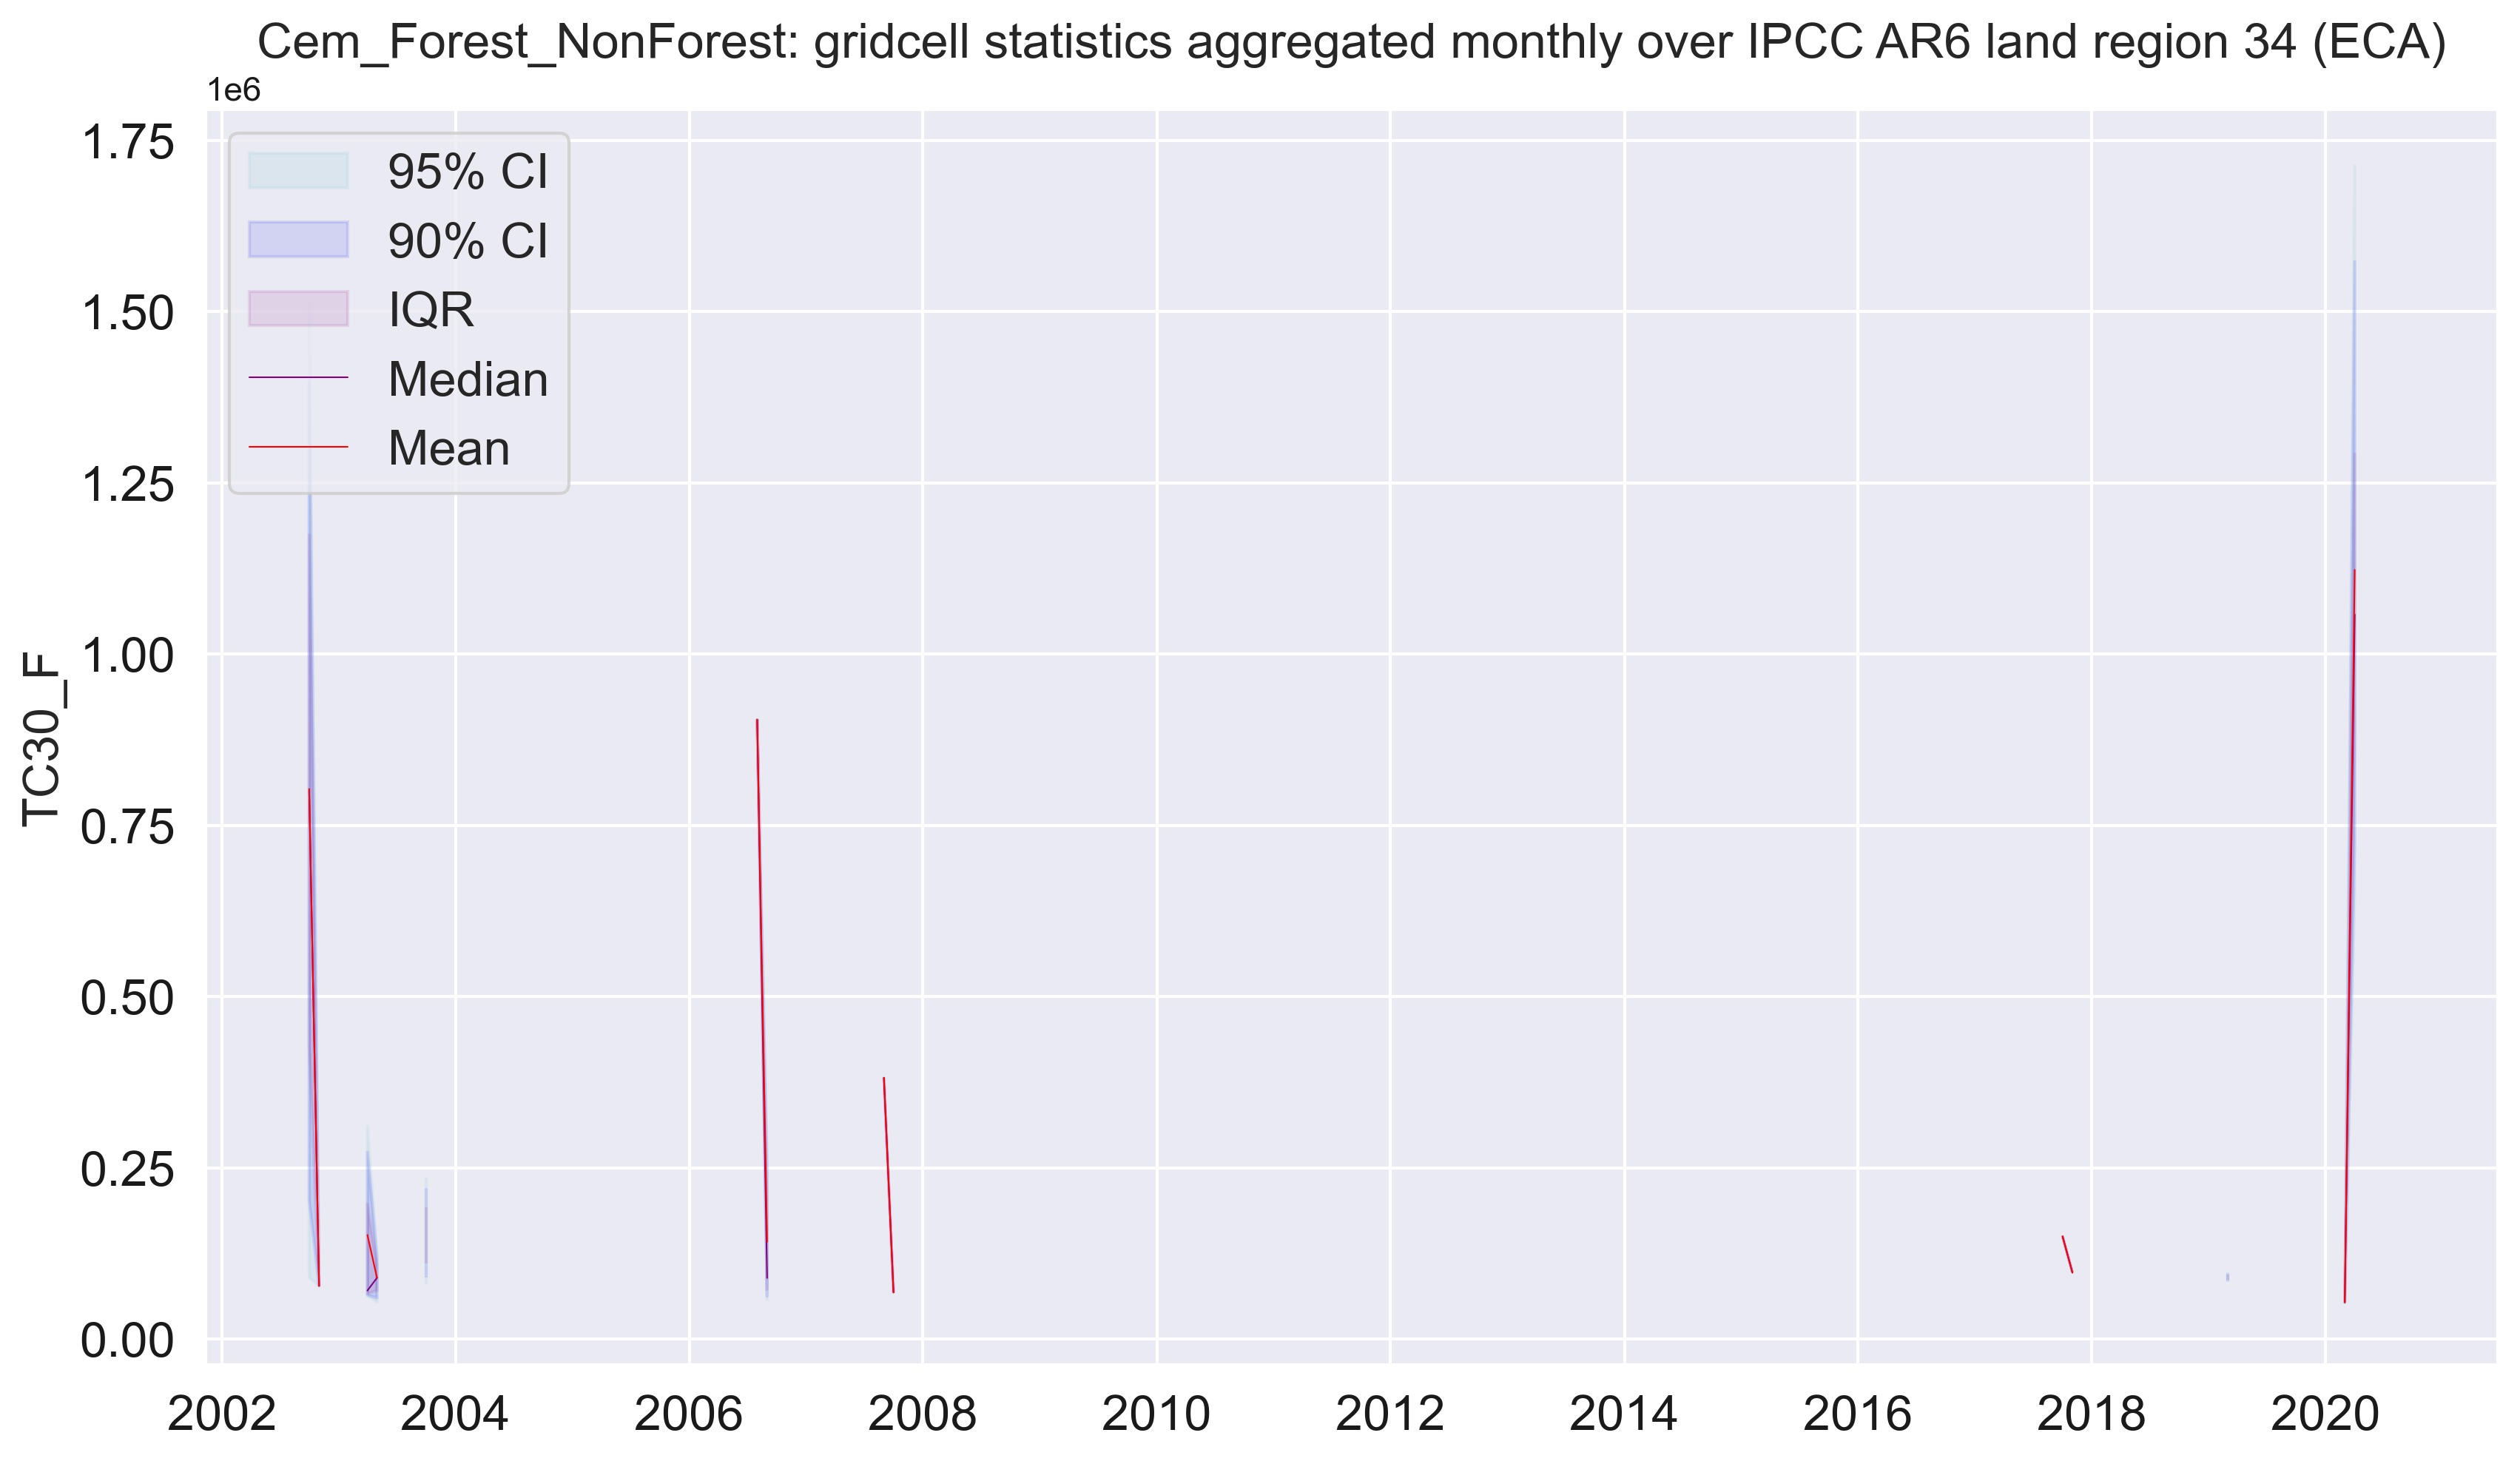 Cem_Forest_NonForest: gridcell statistics aggregated monthly over IPCC AR6 land region 34 (ECA)
1e6
1.75
1.50
1.25
1.00
0.75
0.50
0.25
0.00
TC30_F
95% CI
90% CI
IQR
Median
Mean
2002 2004 2006 2008 2010 2012 2014 2016 2018 2020